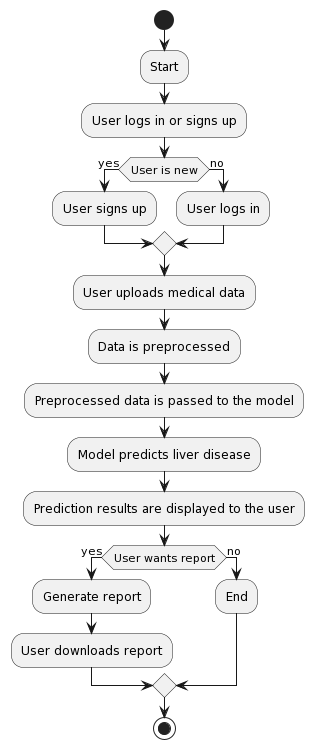 Start
User logs in or signs up
yes
User is new
no
User signs up
User logs in
User uploads medical data
Data is preprocessed
Preprocessed data is passed to the model
Model predicts liver disease
Prediction results are displayed to the user
yes
User wants report
no
Generate report
End
User downloads report